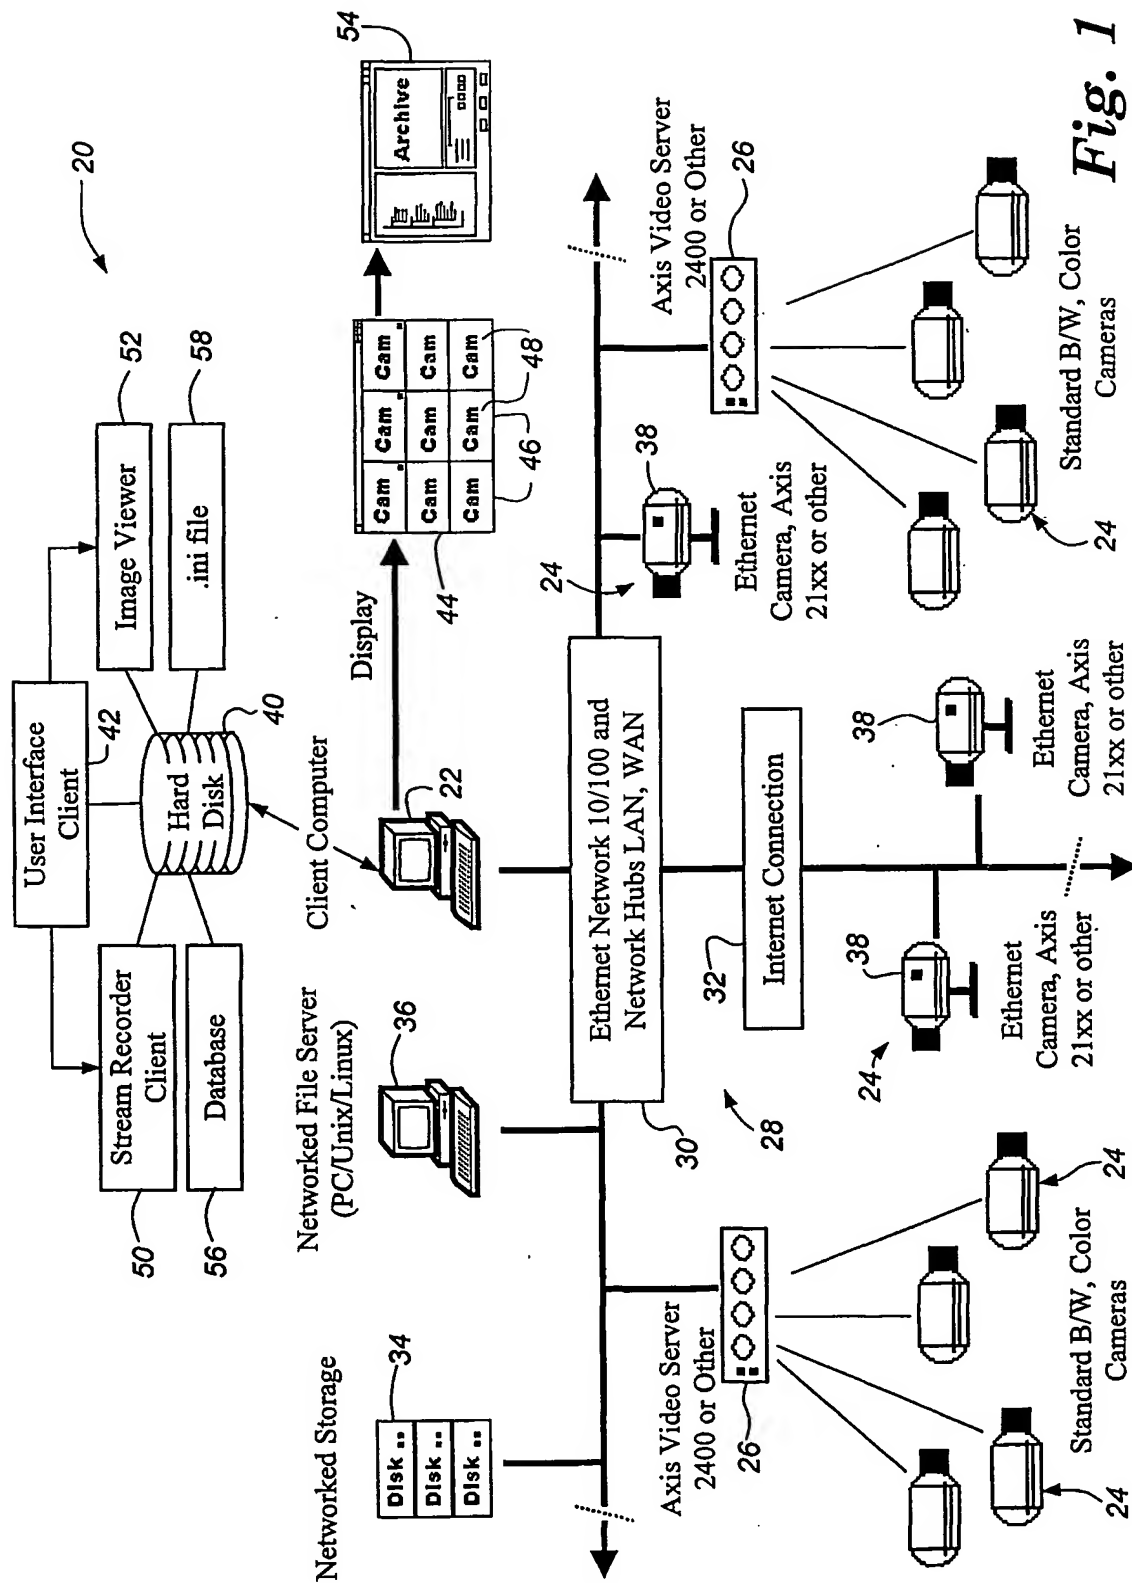 20
User Interface
Client
42
Stream Recorder
Client
50
Database
56
Hard
Disk
40
Image Viewer
52
.ini file
58
Networked Storage
Disk
Disk
Disk
34
Networked File Server
(PC/Unix/Linux)
36
Client Computer
22
Display
Cam
Cam
Cam
Cam
Cam
Cam
Cam
Cam
Cam
44
46
48
Archive
54
Ethernet Network 10/100 and
Network Hubs LAN, WAN
30
28
Internet Connection
32
Axis Video Server
2400 or Other
26
Standard B/W, Color
Cameras
24
24
38
24
Ethernet
Camera, Axis
21xx or other
38
Ethernet
Camera, Axis
21xx or other
24
38
Ethernet
Camera, Axis
21xx or other
Axis Video Server
2400 or Other
26
24
Standard B/W, Color
Cameras
Fig. 1